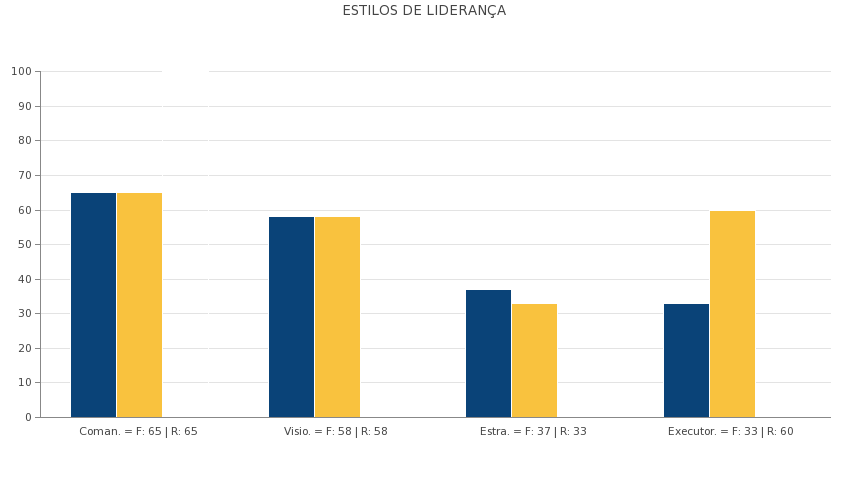 ESTILOS DE LIDERANÇA
100
90
80
70
60
50
40
30
20
10
0
Coman. = F: 65 | R: 65
Visio. = F: 58 | R: 58
Estra. = F: 37 | R: 33
Executor. = F: 33 | R: 60